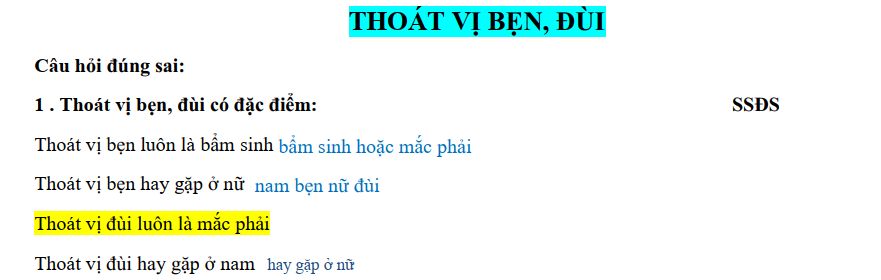 THOÁT VỊ BẸN, ĐÙI
Câu hỏi đúng sai:
1 . Thoát vị bẹn, đùi có đặc điểm: SSĐS
Thoát vị bẹn luôn là bẩm sinh bẩm sinh hoặc mắc phải
Thoát vị bẹn hay gặp ở nữ nam bẹn nữ đùi
Thoát vị đùi luôn là mắc phải
Thoát vị đùi hay gặp ở nam hay gặp ở nữ